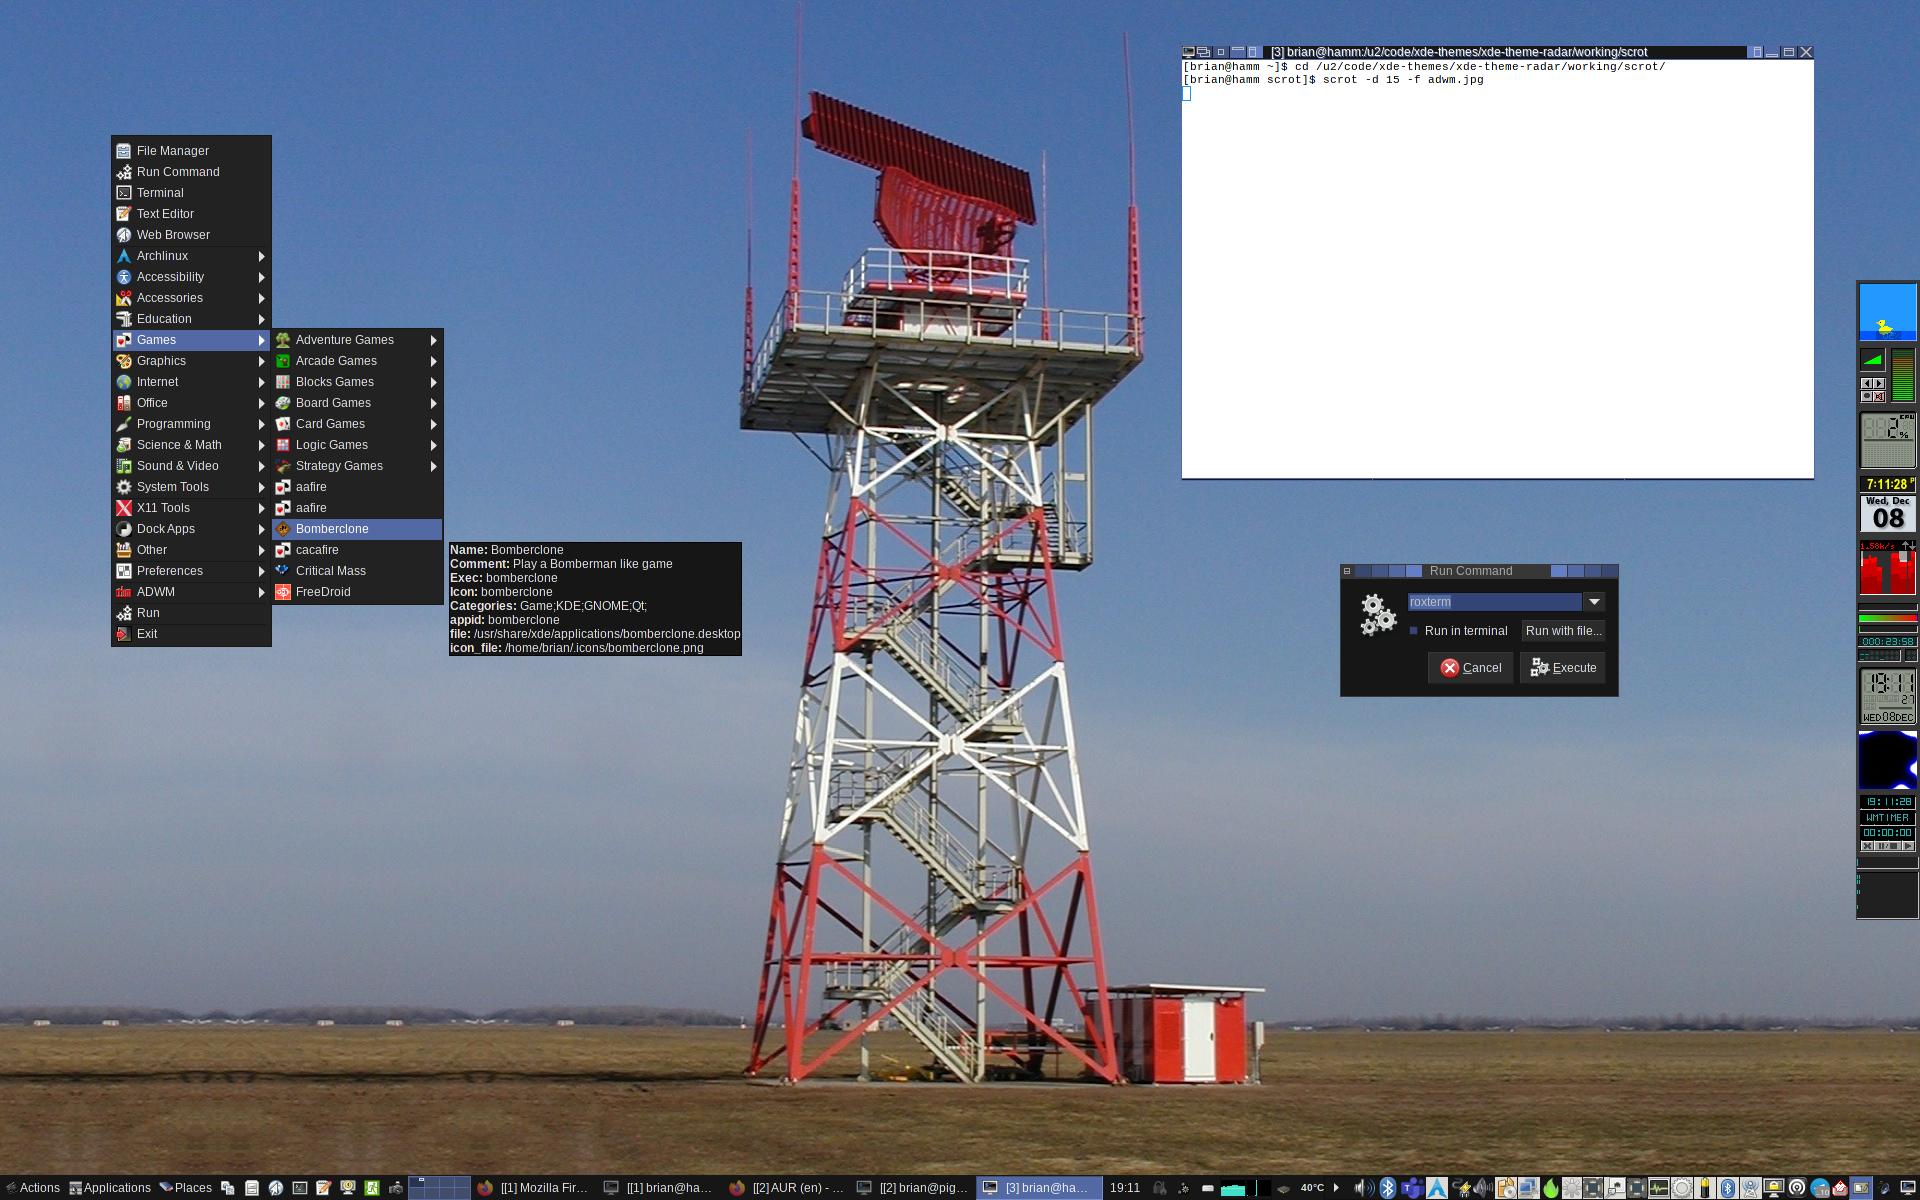 [3] brian@hamm:/u2/code/xde-themes/xde-theme-radar/working/scrot
[brian@hamm ~]$ cd /u2/code/xde-themes/xde-theme-radar/working/scrot/
[brian@hamm scrot]$ scrot -d 15 -f adwm.jpg
File Manager
Run Command
Terminal
Text Editor
Web Browser
Archlinux
Accessibility
Accessories
Education
Games
Graphics
Internet
Office
Programming
Science & Math
Sound & Video
System Tools
X11 Tools
Dock Apps
Other
Preferences
ADWM
Run
Exit
Adventure Games
Arcade Games
Blocks Games
Board Games
Card Games
Logic Games
Strategy Games
aafire
aafire
Bomberclone
cacafire
Critical Mass
FreeDroid
Name: Bomberclone
Comment: Play a Bomberman like game
Exec: bomberclone
Icon: bomberclone
Categories: Game;KDE;GNOME;Qt;
appid: bomberclone
file: /usr/share/xde/applications/bomberclone.desktop
icon_file: /home/brian/.icons/bomberclone.png
Run Command
roxterm
Run in terminal
Run with file...
Cancel
Execute
CPU
2%
7:11:28 P
Wed, Dec
08
1.58k/s
000:23:58
19:11
27
WED08DEC
19:11:28
WMTIMER
00:00:00
Actions
Applications
Places
[[1] Mozilla Fir...
[[1] brian@ha...
[[2] AUR (en) - ...
[[2] brian@pig...
[3] brian@ha...
19:11
40°C